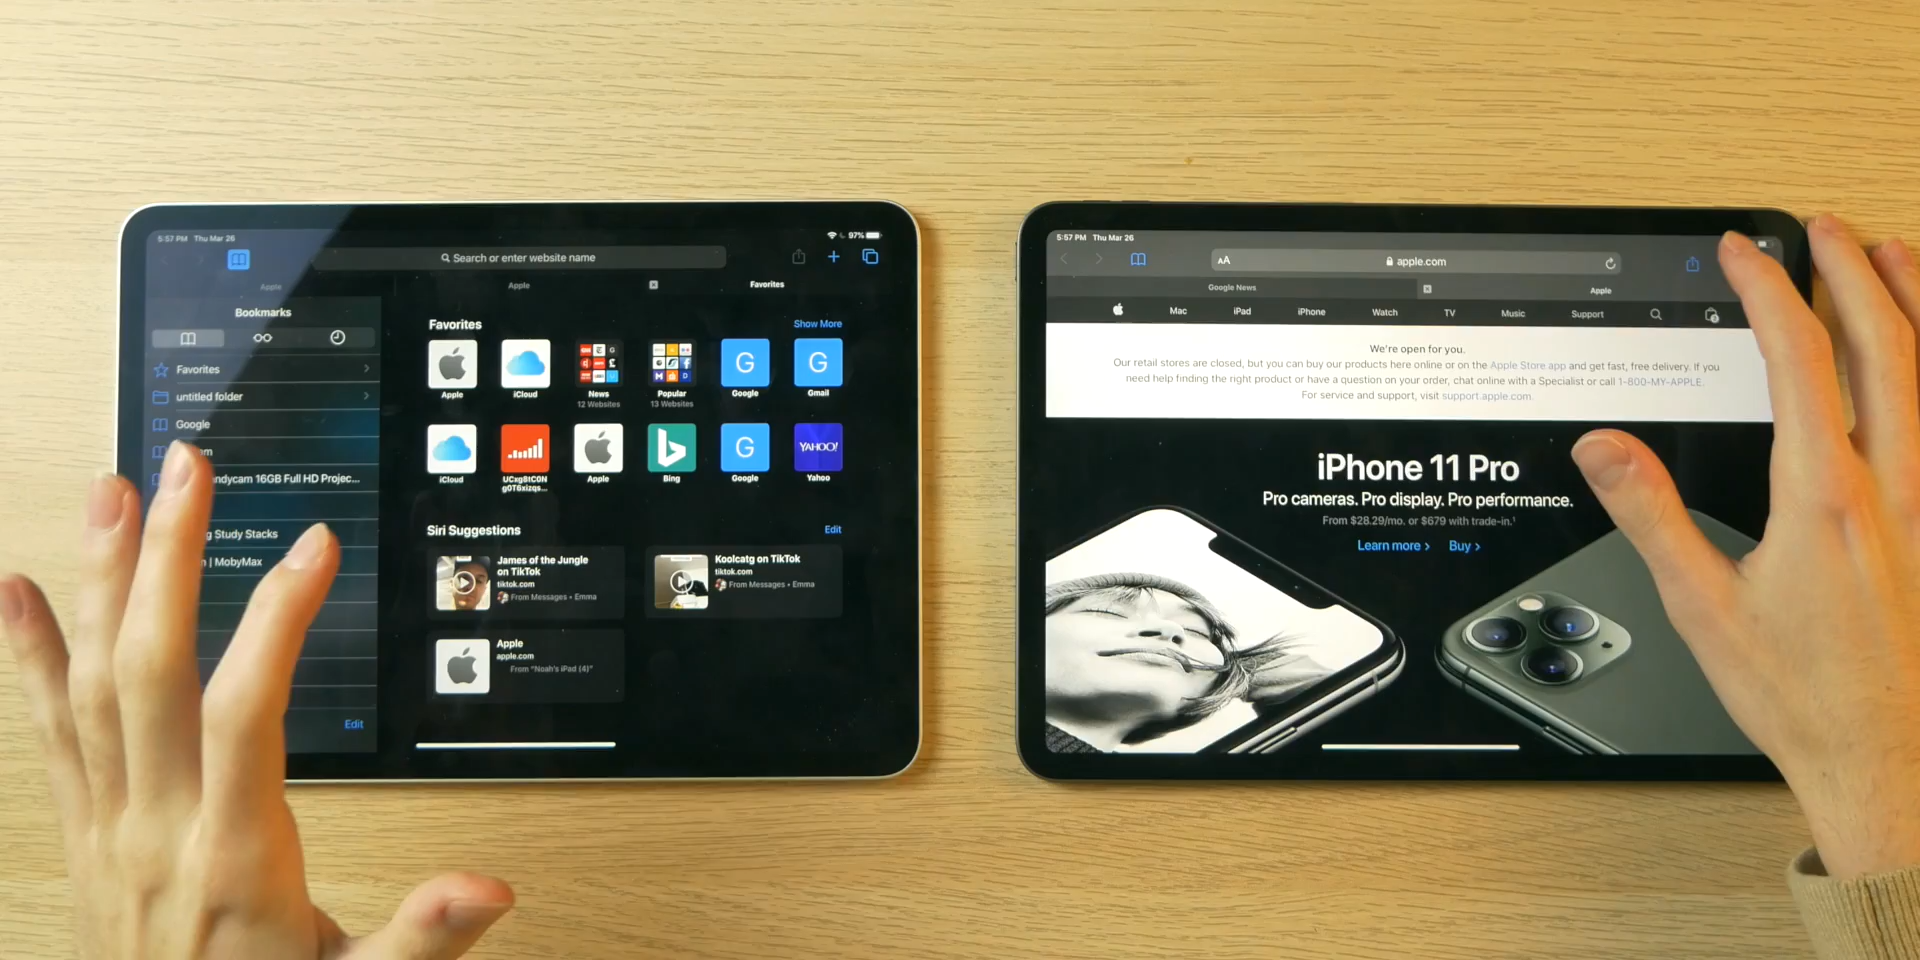 5:57 PM Thu Mar 26
97%
Search or enter website name
Apple
Apple
Favorites
Bookmarks
Favorites
untitled folder
Google
andycam 16GB Full HD Projec...
g Study Stacks
n | MobyMax
Edit
Favorites
Show More
Apple
iCloud
News
12 Websites
Popular
13 Websites
G
Google
G
Gmail
iCloud
UCxg8tC0N
g0T6xizqs...
Apple
Bing
G
Google
YAHOO!
Yahoo
Siri Suggestions
Edit
James of the Jungle
on TikTok
tiktok.com
From Messages • Emma
Koolcatg on TikTok
tiktok.com
From Messages • Emma
Apple
apple.com
From "Noah's iPad (4)"
5:57 PM Thu Mar 26
AA
apple.com
Google News
Apple
Mac
iPad
iPhone
Watch
TV
Music
Support
We're open for you.
Our retail stores are closed, but you can buy our products here online or on the Apple Store app and get fast, free delivery. If you
need help finding the right product or have a question on your order, chat online with a Specialist or call 1-800-MY-APPLE.
For service and support, visit support.apple.com.
iPhone 11 Pro
Pro cameras. Pro display. Pro performance.
From $28.29/mo. or $679 with trade-in.¹
Learn more >
Buy >